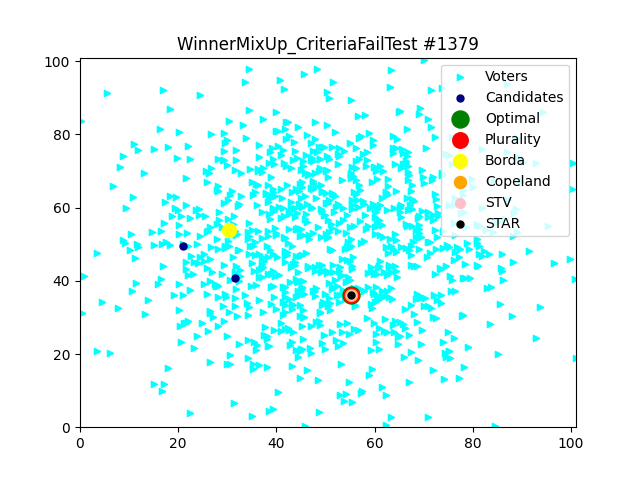 WinnerMixUp_CriteriaFailTest #1379
100
80
60
40
20
0
0
20
40
60
80
100
Voters
Candidates
Optimal
Plurality
Borda
Copeland
STV
STAR